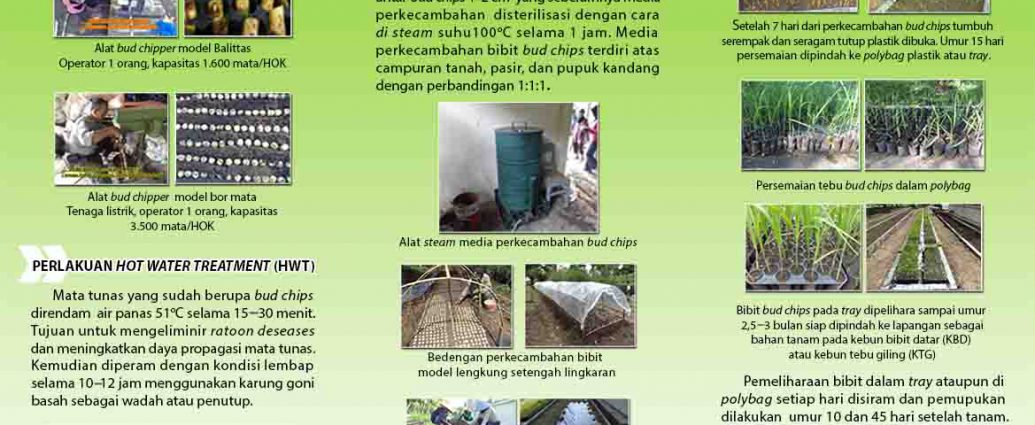 Alat bud chipper model Balittas
Operator 1 orang, kapasitas 1.600 mata/HOK
Alat bud chipper model bor mata
Tenaga listrik, operator 1 orang, kapasitas
3.500 mata/HOK
PERLAKUAN HOT WATER TREATMENT (HWT)
Mata tunas yang sudah berupa bud chips
direndam air panas 51ºC selama 15–30 menit.
Tujuan untuk mengeliminir ratoon deseases
dan meningkatkan daya propagasi mata tunas.
Kemudian diperam dengan kondisi lembap
selama 10–12 jam menggunakan karung goni
basah sebagai wadah atau penutup.
perkecambahan disterilisasi dengan cara
di steam suhu100ºC selama 1 jam. Media
perkecambahan bibit bud chips terdiri atas
campuran tanah, pasir, dan pupuk kandang
dengan perbandingan 1:1:1.
Alat steam media perkecambahan bud chips
Bedengan perkecambahan bibit
model lengkung setengah lingkaran
Setelah 7 hari dari perkecambahan bud chips tumbuh
serempak dan seragam tutup plastik dibuka. Umur 15 hari
persemaian dipindah ke polybag plastik atau tray.
Persemaian tebu bud chips dalam polybag
Bibit bud chips pada tray dipelihara sampai umur
2,5–3 bulan siap dipindah ke lapangan sebagai
bahan tanam pada kebun bibit datar (KBD)
atau kebun tebu giling (KTG)
Pemeliharaan bibit dalam tray ataupun di
polybag setiap hari disiram dan pemupukan
dilakukan umur 10 dan 45 hari setelah tanam.